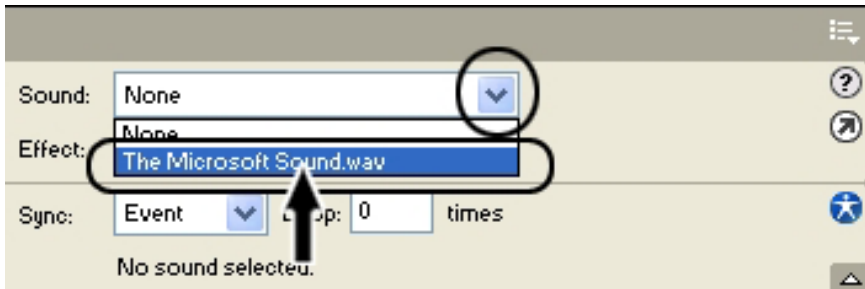 Sound: None
None
Effect:
The Microsoft Sound.wav
Sync: Event 0 times
No sound selected.